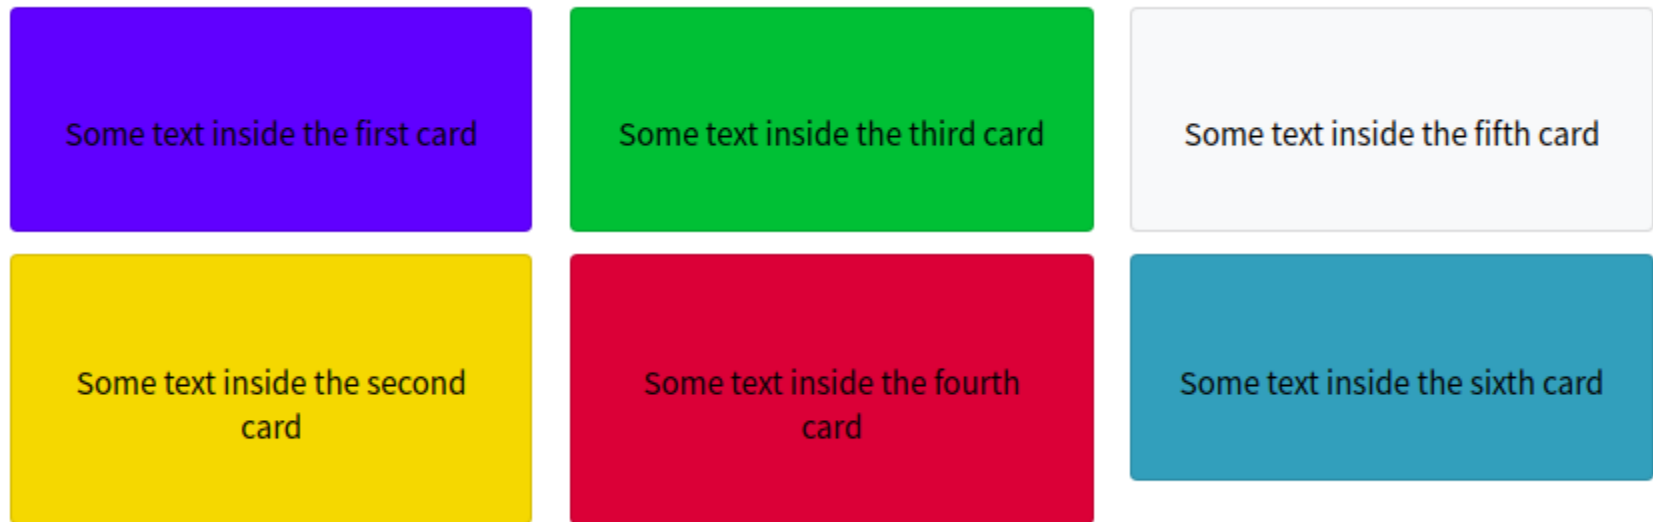 Some text inside the first card
Some text inside the third card
Some text inside the fifth card
Some text inside the second
card
Some text inside the fourth
card
Some text inside the sixth card